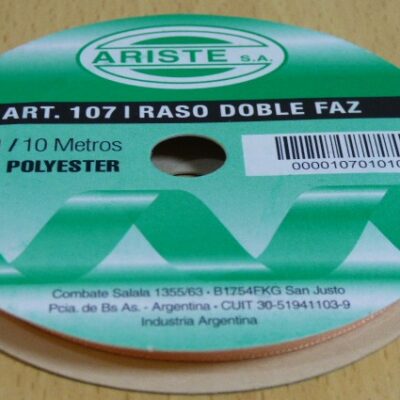 ARISTE S.A.
ART. 107 | RASO DOBLE FAZ
/ 10 Metros
POLYESTER
000010701010
Combate Salala 1355/63 - B1754FKG San Justo
Pcia. de Bs As. - Argentina - CUIT 30-51941103-9
Industria Argentina